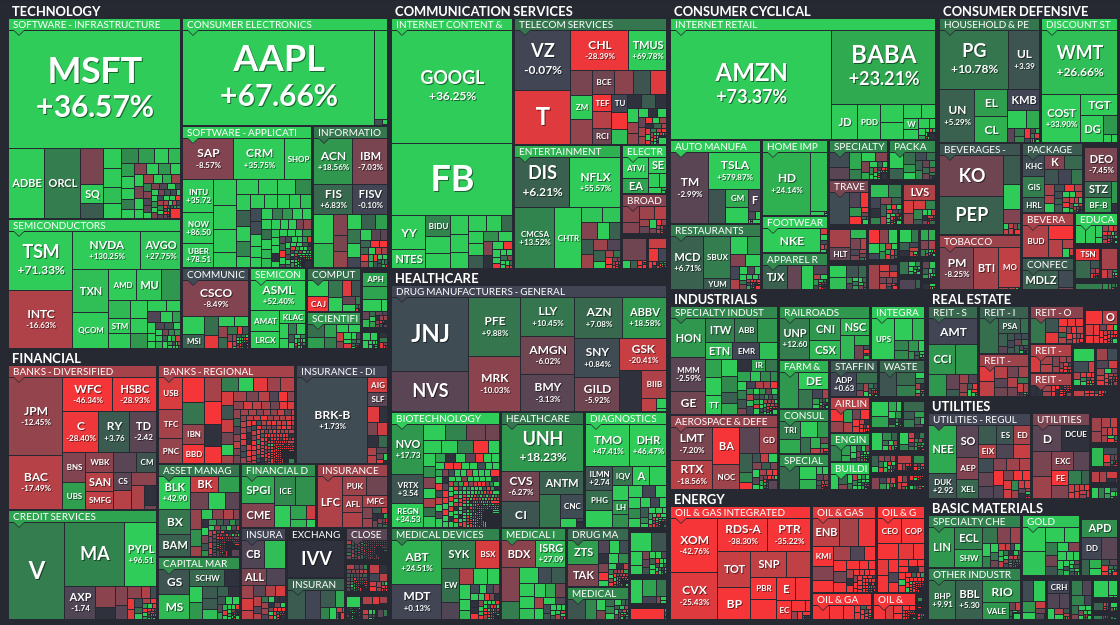 TECHNOLOGY
SOFTWARE - INFRASTRUCTURE
MSFT
+36.57%
ADBE
ORCL
SQ
CONSUMER ELECTRONICS
AAPL
+67.66%
SOFTWARE - APPLICATI
SAP
-8.57%
CRM
+35.75%
SHOP
INTU
+35.72
NOW
+86.50
UBER
+78.51
INFORMATIO
ACN
+18.56%
IBM
-7.03%
FIS
+6.83%
FISV
-0.10%
SEMICONDUCTORS
TSM
+71.33%
NVDA
+130.25%
AVGO
+27.75%
INTC
-16.63%
TXN
AMD
MU
QCOM
STM
COMMUNIC
CSCO
-8.49%
MSI
SEMICON
ASML
+52.40%
AMAT
KLAC
LRCX
COMPUT
CAJ
SCIENTIFI
APH
COMMUNICATION SERVICES
INTERNET CONTENT &
GOOGL
+36.25%
FB
YY
BIDU
NTES
TELECOM SERVICES
VZ
-0.07%
CHL
-28.39%
TMUS
+69.78%
T
BCE
ZM
TEF
TU
RCI
ENTERTAINMENT
DIS
+6.21%
NFLX
+55.57%
CMCSA
+13.52%
CHTR
ELECTR
ATVI
SE
EA
BROAD
CONSUMER CYCLICAL
INTERNET RETAIL
AMZN
+73.37%
BABA
+23.21%
JD
PDD
W
AUTO MANUFA
TM
-2.99%
TSLA
+579.87%
GM
F
HOME IMP
HD
+24.14%
SPECIALTY
PACKA
TRAVE
LVS
RESTAURANTS
MCD
+6.71%
SBUX
YUM
FOOTWEAR
NKE
APPAREL R
TJX
HLT
CONSUMER DEFENSIVE
HOUSEHOLD & PE
PG
+10.78%
UL
+3.39
UN
+5.29%
EL
KMB
CL
DISCOUNT ST
WMT
+26.66%
COST
+33.90%
TGT
DG
BEVERAGES -
KO
PEP
PACKAGE
KHC
K
GIS
HRL
DEO
-7.45%
STZ
BF-B
BEVERA
BUD
EDUCA
TSN
TOBACCO
PM
-8.25%
BTI
MO
CONFEC
MDLZ
FINANCIAL
BANKS - DIVERSIFIED
JPM
-12.45%
WFC
-46.34%
HSBC
-28.93%
C
-28.40%
RY
+3.76
TD
-2.42
BAC
-17.49%
BNS
WBK
CM
UBS
SAN
CS
SMFG
BANKS - REGIONAL
USB
TFC
IBN
PNC
BBD
INSURANCE - DI
BRK-B
+1.73%
AIG
SLF
ASSET MANAG
BLK
+42.90
BK
BX
BAM
FINANCIAL D
SPGI
ICE
CME
INSURANCE
LFC
PUK
AFL
MFC
CREDIT SERVICES
V
MA
PYPL
+96.51
AXP
-1.74
CAPITAL MAR
GS
SCHW
MS
INSURA
CB
ALL
EXCHANG
IVV
CLOSE
INSURAN
HEALTHCARE
DRUG MANUFACTURERS - GENERAL
JNJ
PFE
+9.88%
LLY
+10.45%
AZN
+7.08%
ABBV
+18.58%
NVS
MRK
-10.03%
AMGN
-6.02%
SNY
+0.84%
GSK
-20.41%
BMY
-3.13%
GILD
-5.92%
BIIB
BIOTECHNOLOGY
NVO
+17.73
VRTX
+3.54
REGN
+34.53
HEALTHCARE
UNH
+18.23%
CVS
-6.27%
ANTM
CI
CNC
DIAGNOSTICS
TMO
+47.41%
DHR
+46.47%
ILMN
+2.74
IQV
A
PHG
LH
MEDICAL DEVICES
ABT
+24.51%
SYK
BSX
MDT
+0.13%
EW
MEDICAL I
BDX
ISRG
+27.09
DRUG MA
ZTS
TAK
MEDICAL
INDUSTRIALS
SPECIALTY INDUST
HON
ITW
ABB
ETN
EMR
MMM
-2.59%
IR
GE
TT
RAILROADS
UNP
+12.60
CNI
NSC
CSX
INTEGRA
UPS
FARM &
DE
STAFFIN
ADP
+0.63
WASTE
AIRLIN
AEROSPACE & DEFE
LMT
-7.20%
BA
GD
RTX
-18.56%
NOC
CONSUL
TRI
SPECIAL
ENGIN
BUILDI
REAL ESTATE
REIT - S
AMT
CCI
REIT - I
PSA
REIT - O
O
REIT -
REIT -
REIT -
UTILITIES
UTILITIES - REGUL
NEE
SO
ES
ED
EIX
AEP
DUK
+2.92
XEL
UTILITIES
D
DCUE
EXC
FE
ENERGY
OIL & GAS INTEGRATED
XOM
-42.76%
RDS-A
-38.30%
PTR
-35.22%
CVX
-25.43%
TOT
SNP
BP
PBR
E
EC
OIL & GAS
ENB
KMI
OIL & G
CEO
COP
OIL & GA
OIL &
BASIC MATERIALS
SPECIALTY CHE
LIN
ECL
SHW
GOLD
APD
DD
OTHER INDUSTR
BHP
+9.91
BBL
+5.30
RIO
VALE
CRH